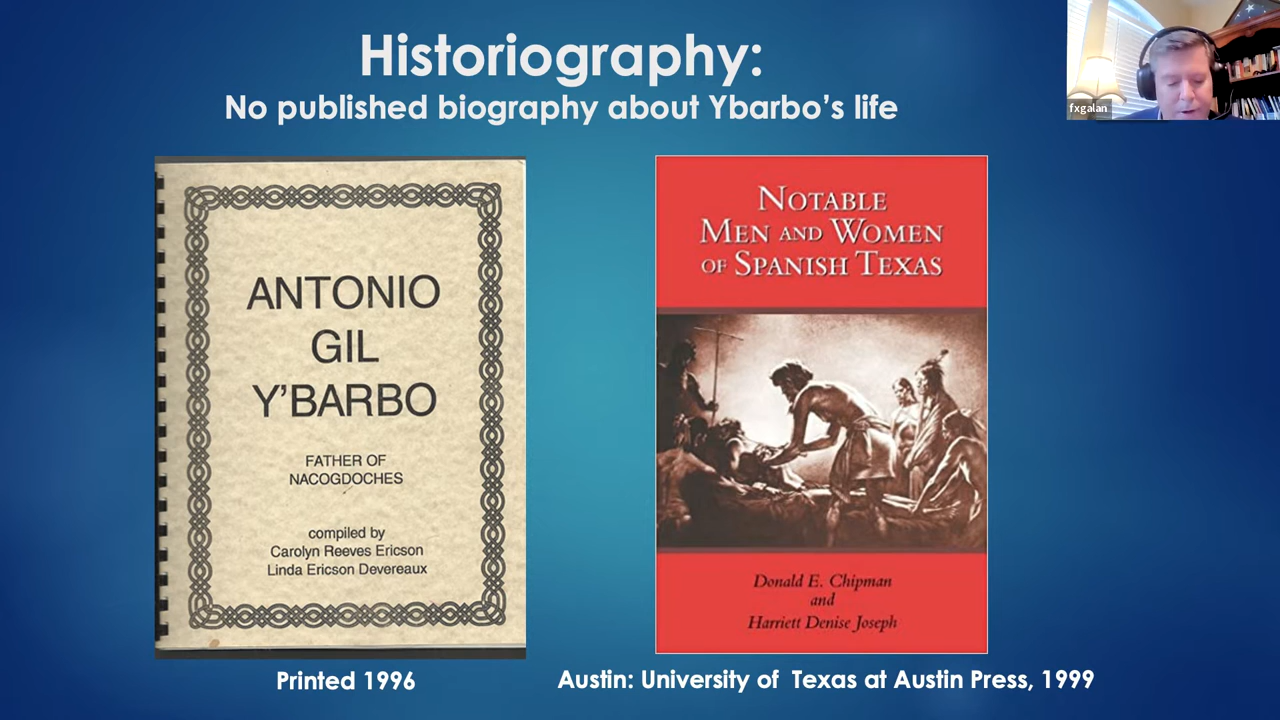 Historiography:
No published biography about Ybarbo's life
fxgalan
ANTONIO
GIL
Y'BARBO
FATHER OF
NACOGDOCHES
compiled by
Carolyn Reeves Ericson
Linda Ericson Devereaux
Printed 1996
NOTABLE
MEN AND WOMEN
OF SPANISH TEXAS
Donald E. Chipman
and
Harriett Denise Joseph
Austin: University of Texas at Austin Press, 1999